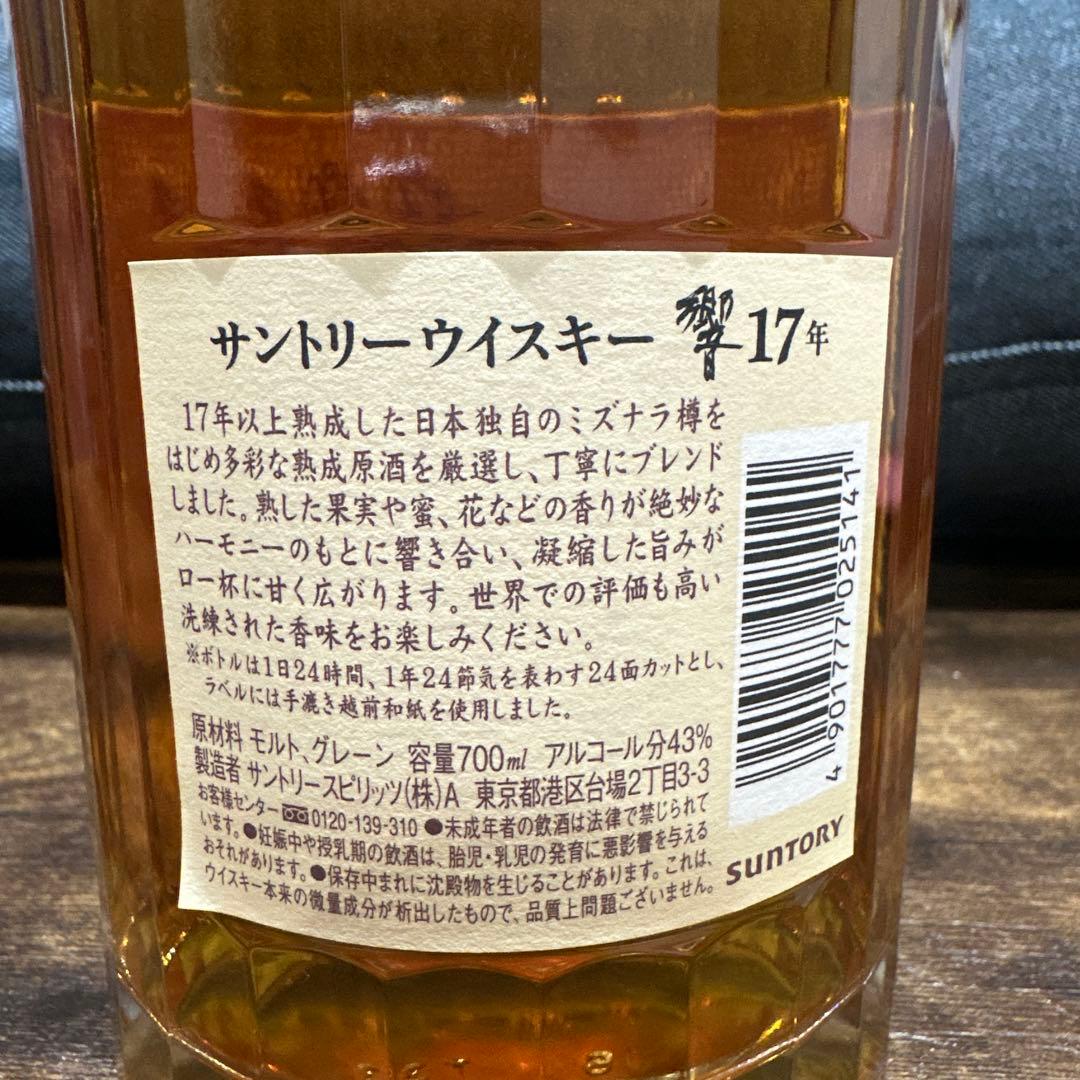 サントリーウイスキー 響17年
17年以上熟成した日本独自のミズナラ樽を
はじめ多彩な熟成原酒を厳選し、丁寧にブレンド
しました。熟した果実や蜜、花などの香りが絶妙な
ハーモニーのもとに響き合い、凝縮した旨みが
口一杯に甘く広がります。世界での評価も高い
洗練された香味をお楽しみください。
※ボトルは1日24時間、1年24節気を表わす24面カットとし、
ラベルには手漉き越前和紙を使用しました。
原材料 モルト、グレーン 容量700ml アルコール分43%
製造者 サントリースピリッツ(株)A 東京都港区台場2丁目3-3
お客様センター 0120-139-310 ●未成年者の飲酒は法律で禁じられて
います。●妊娠中や授乳期の飲酒は、胎児・乳児の発育に悪影響を与える
おそれがあります。●保存中まれに沈殿物を生じることがあります。これは、
ウイスキー本来の微量成分が析出したもので、品質上問題ございません。
4 901777 025141
SUNTORY